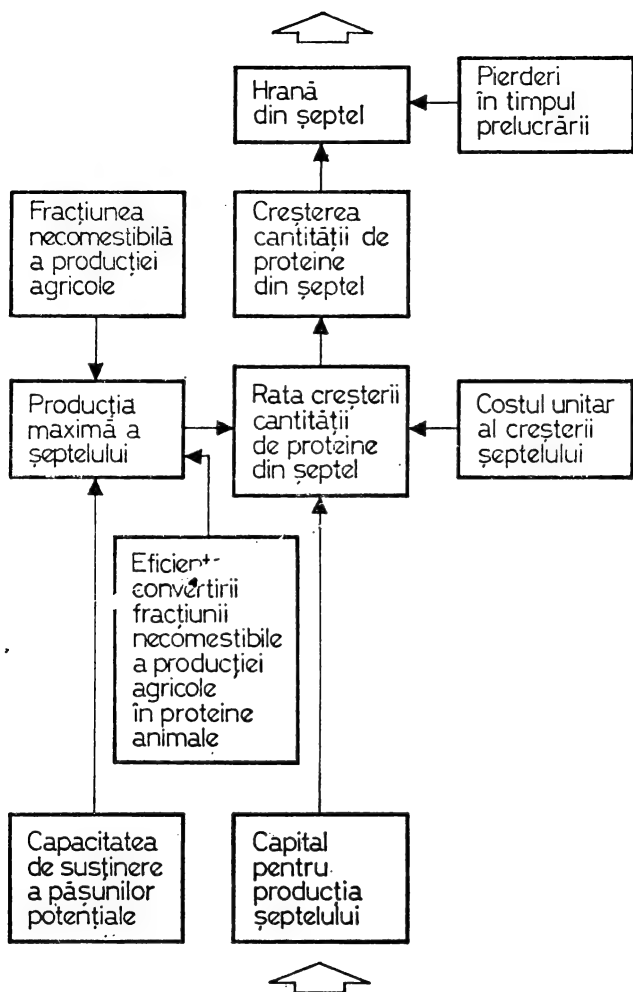 Hrană
din șeptel
Pierderi
în timpul
prelucrării
Fracțiunea
necomestibilă
a producției
agricole
Creșterea
cantității de
proteine
din șeptel
Producția
maximă a
șeptelului
Rata creșterii
cantității
de proteine
din șeptel
Costul unitar
al creșterii
șeptelului
convertirii
fracțiunii
necomestibile
a producției
agricole
în proteine
animale
Capacitatea
de susținere
a pășunilor
potențiale
Capital
pentru
producția
șeptelului